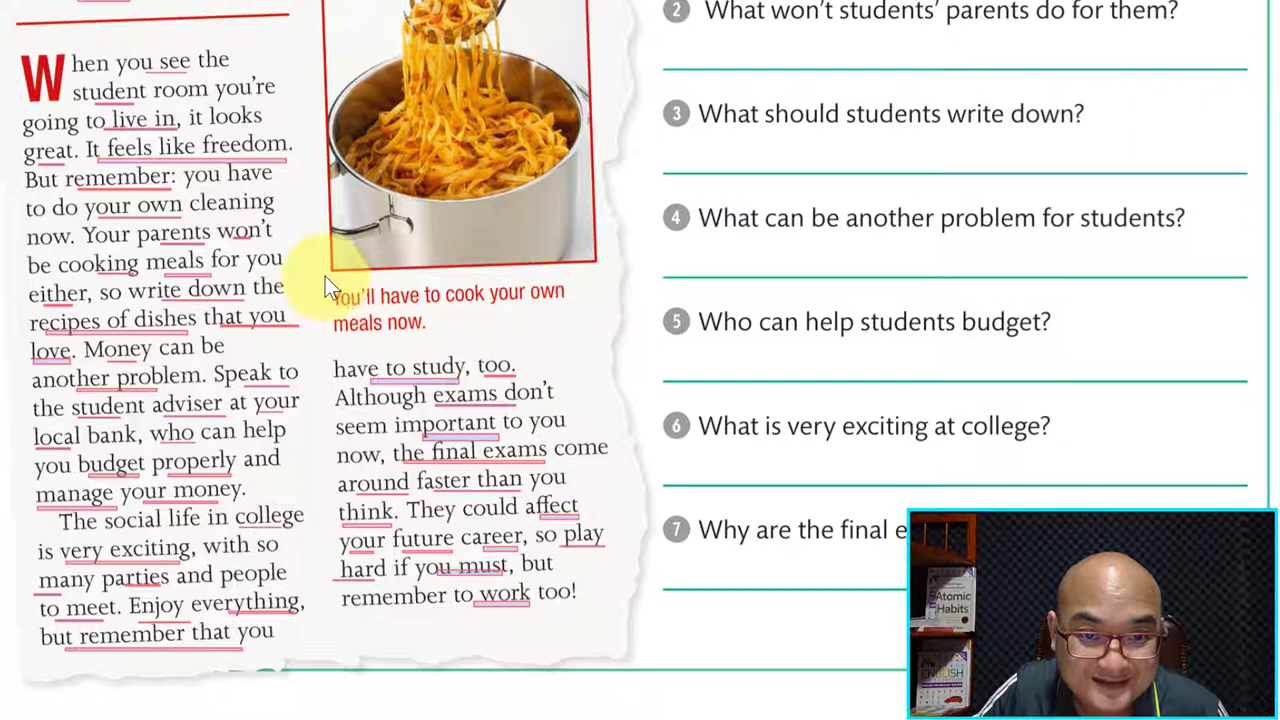 When you see the
student room you're
going to live in, it looks
great. It feels like freedom.
But remember: you have
to do your own cleaning
now. Your parents won't
be cooking meals for you
either, so write down the
recipes of dishes that you
love. Money can be
another problem. Speak to
the student adviser at your
local bank, who can help
you budget properly and
manage your money.
The social life in college
is very exciting, with so
many parties and people
to meet. Enjoy everything,
but remember that you
You'll have to cook your own
meals now.
have to study, too.
Although exams don't
seem important to you
now, the final exams come
around faster than you
think. They could affect
your future career, so play
hard if you must, but
remember to work too!
2 What won't students' parents do for them?
3 What should students write down?
4 What can be another problem for students?
5 Who can help students budget?
6 What is very exciting at college?
7 Why are the final e
Atomic
Habits
ENGLISH